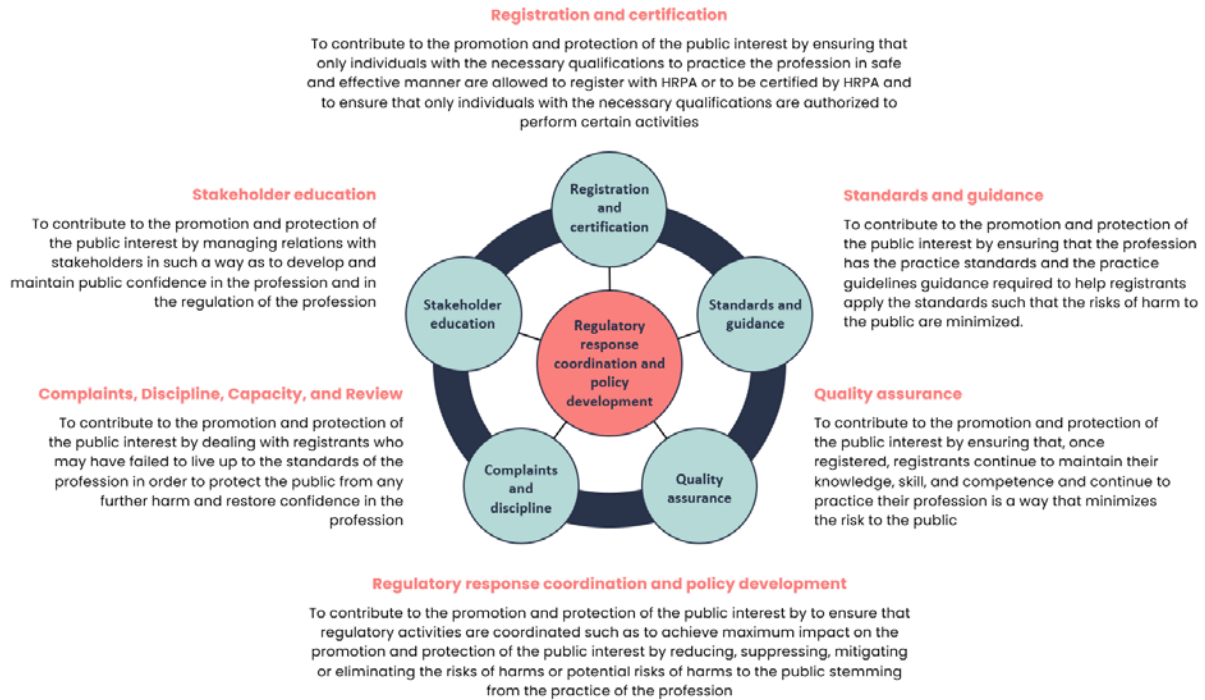 Registration and certification
To contribute to the promotion and protection of the public interest by ensuring that
only individuals with the necessary qualifications to practice the profession in safe
and effective manner are allowed to register with HRPA or to be certified by HRPA and
to ensure that only individuals with the necessary qualifications are authorized to
perform certain activities
Stakeholder education
To contribute to the promotion and protection of
the public interest by managing relations with
stakeholders in such a way as to develop and
maintain public confidence in the profession and in
the regulation of the profession
Registration
and
certification
Standards and guidance
To contribute to the promotion and protection of
the public interest by ensuring that the profession
has the practice standards and the practice
guidelines guidance required to help registrants
apply the standards such that the risks of harm to
the public are minimized.
Stakeholder
education
Regulatory
response
coordination and
policy
development
Standards and
guidance
Complaints, Discipline, Capacity, and Review
To contribute to the promotion and protection of
the public interest by dealing with registrants who
may have failed to live up to the standards of the
profession in order to protect the public from any
further harm and restore confidence in the
profession
Complaints
and
discipline
Quality
assurance
Quality assurance
To contribute to the promotion and protection of
the public interest by ensuring that, once
registered, registrants continue to maintain their
knowledge, skill, and competence and continue to
practice their profession is a way that minimizes
the risk to the public
Regulatory response coordination and policy development
To contribute to the promotion and protection of the public interest by to ensure that
regulatory activities are coordinated such as to achieve maximum impact on the
promotion and protection of the public interest by reducing, suppressing, mitigating
or eliminating the risks of harms or potential risks of harms to the public stemming
from the practice of the profession